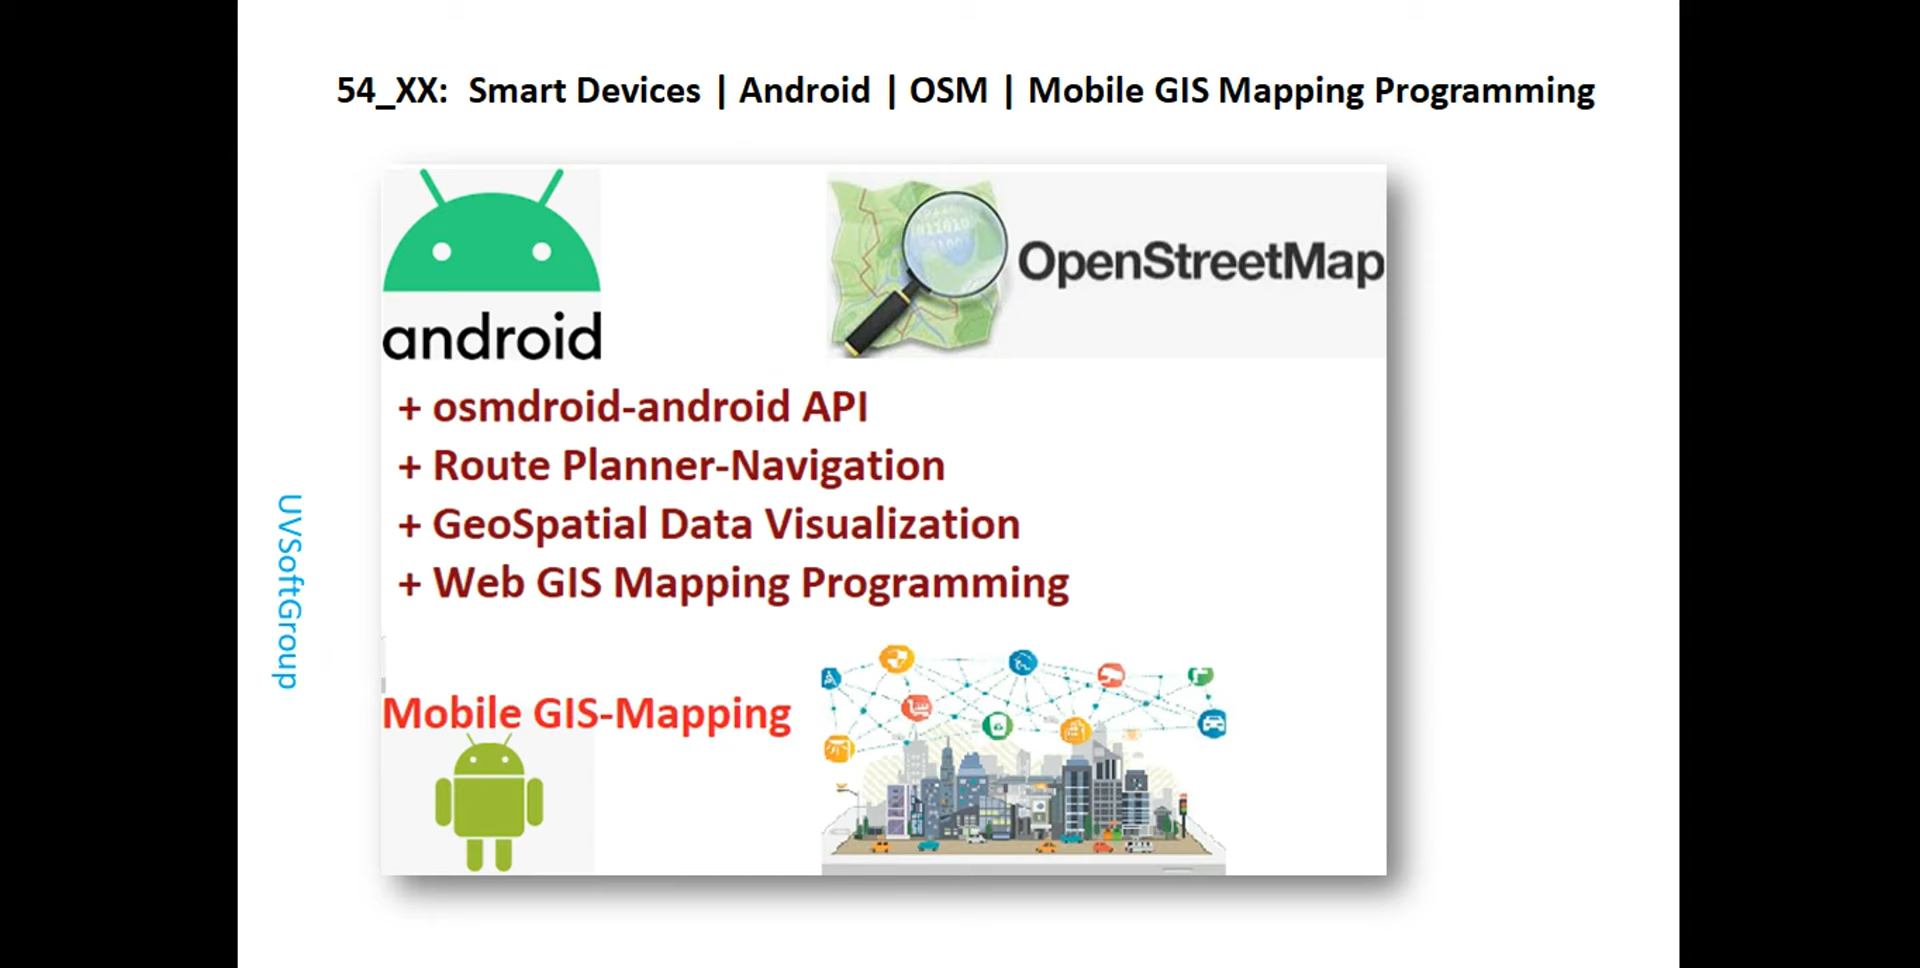 54_XX: Smart Devices | Android | OSM | Mobile GIS Mapping Programming
android
OpenStreetMap
+ osmdroid-android API
+ Route Planner-Navigation
+ GeoSpatial Data Visualization
+ Web GIS Mapping Programming
UVSoftGroup
Mobile GIS-Mapping